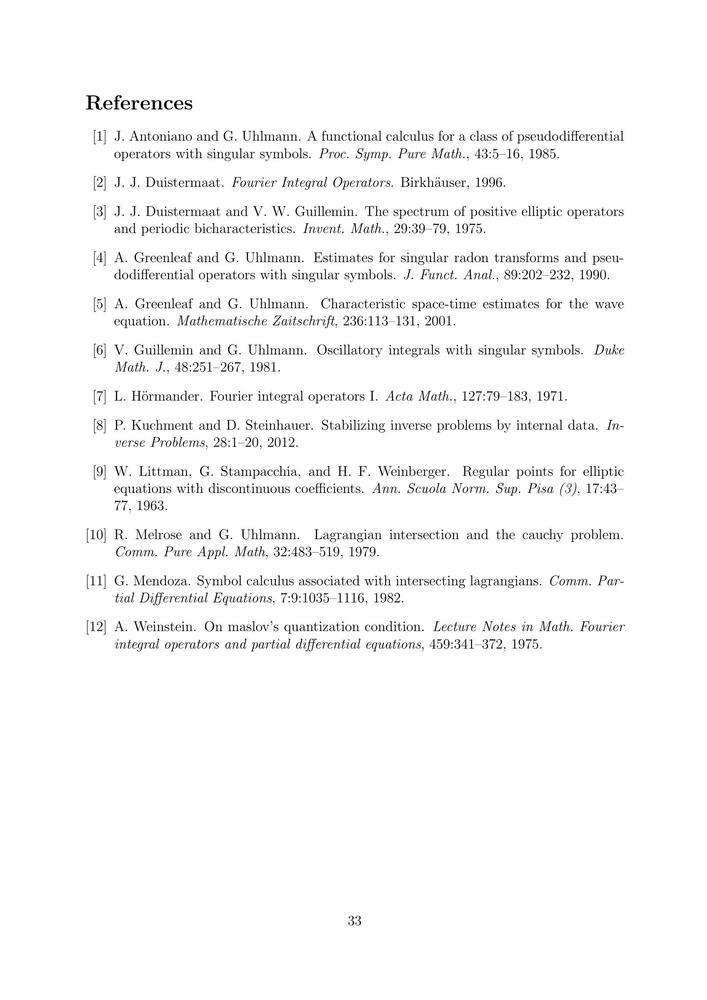 References
[1] J. Antoniano and G. Uhlmann. A functional calculus for a class of pseudodifferential
operators with singular symbols. Proc. Symp. Pure Math., 43:5–16, 1985.
[2] J. J. Duistermaat. Fourier Integral Operators. Birkhäuser, 1996.
[3] J. J. Duistermaat and V. W. Guillemin. The spectrum of positive elliptic operators
and periodic bicharacteristics. Invent. Math., 29:39–79, 1975.
[4] A. Greenleaf and G. Uhlmann. Estimates for singular radon transforms and pseu-
dodifferential operators with singular symbols. J. Funct. Anal., 89:202–232, 1990.
[5] A. Greenleaf and G. Uhlmann. Characteristic space-time estimates for the wave
equation. Mathematische Zaitschrift, 236:113–131, 2001.
[6] V. Guillemin and G. Uhlmann. Oscillatory integrals with singular symbols. Duke
Math. J., 48:251–267, 1981.
[7] L. Hörmander. Fourier integral operators I. Acta Math., 127:79–183, 1971.
[8] P. Kuchment and D. Steinhauer. Stabilizing inverse problems by internal data. In-
verse Problems, 28:1–20, 2012.
[9] W. Littman, G. Stampacchia, and H. F. Weinberger. Regular points for elliptic
equations with discontinuous coefficients. Ann. Scuola Norm. Sup. Pisa (3), 17:43–
77, 1963.
[10] R. Melrose and G. Uhlmann. Lagrangian intersection and the cauchy problem.
Comm. Pure Appl. Math, 32:483–519, 1979.
[11] G. Mendoza. Symbol calculus associated with intersecting lagrangians. Comm. Par-
tial Differential Equations, 7:9:1035–1116, 1982.
[12] A. Weinstein. On maslov's quantization condition. Lecture Notes in Math. Fourier
integral operators and partial differential equations, 459:341–372, 1975.
33